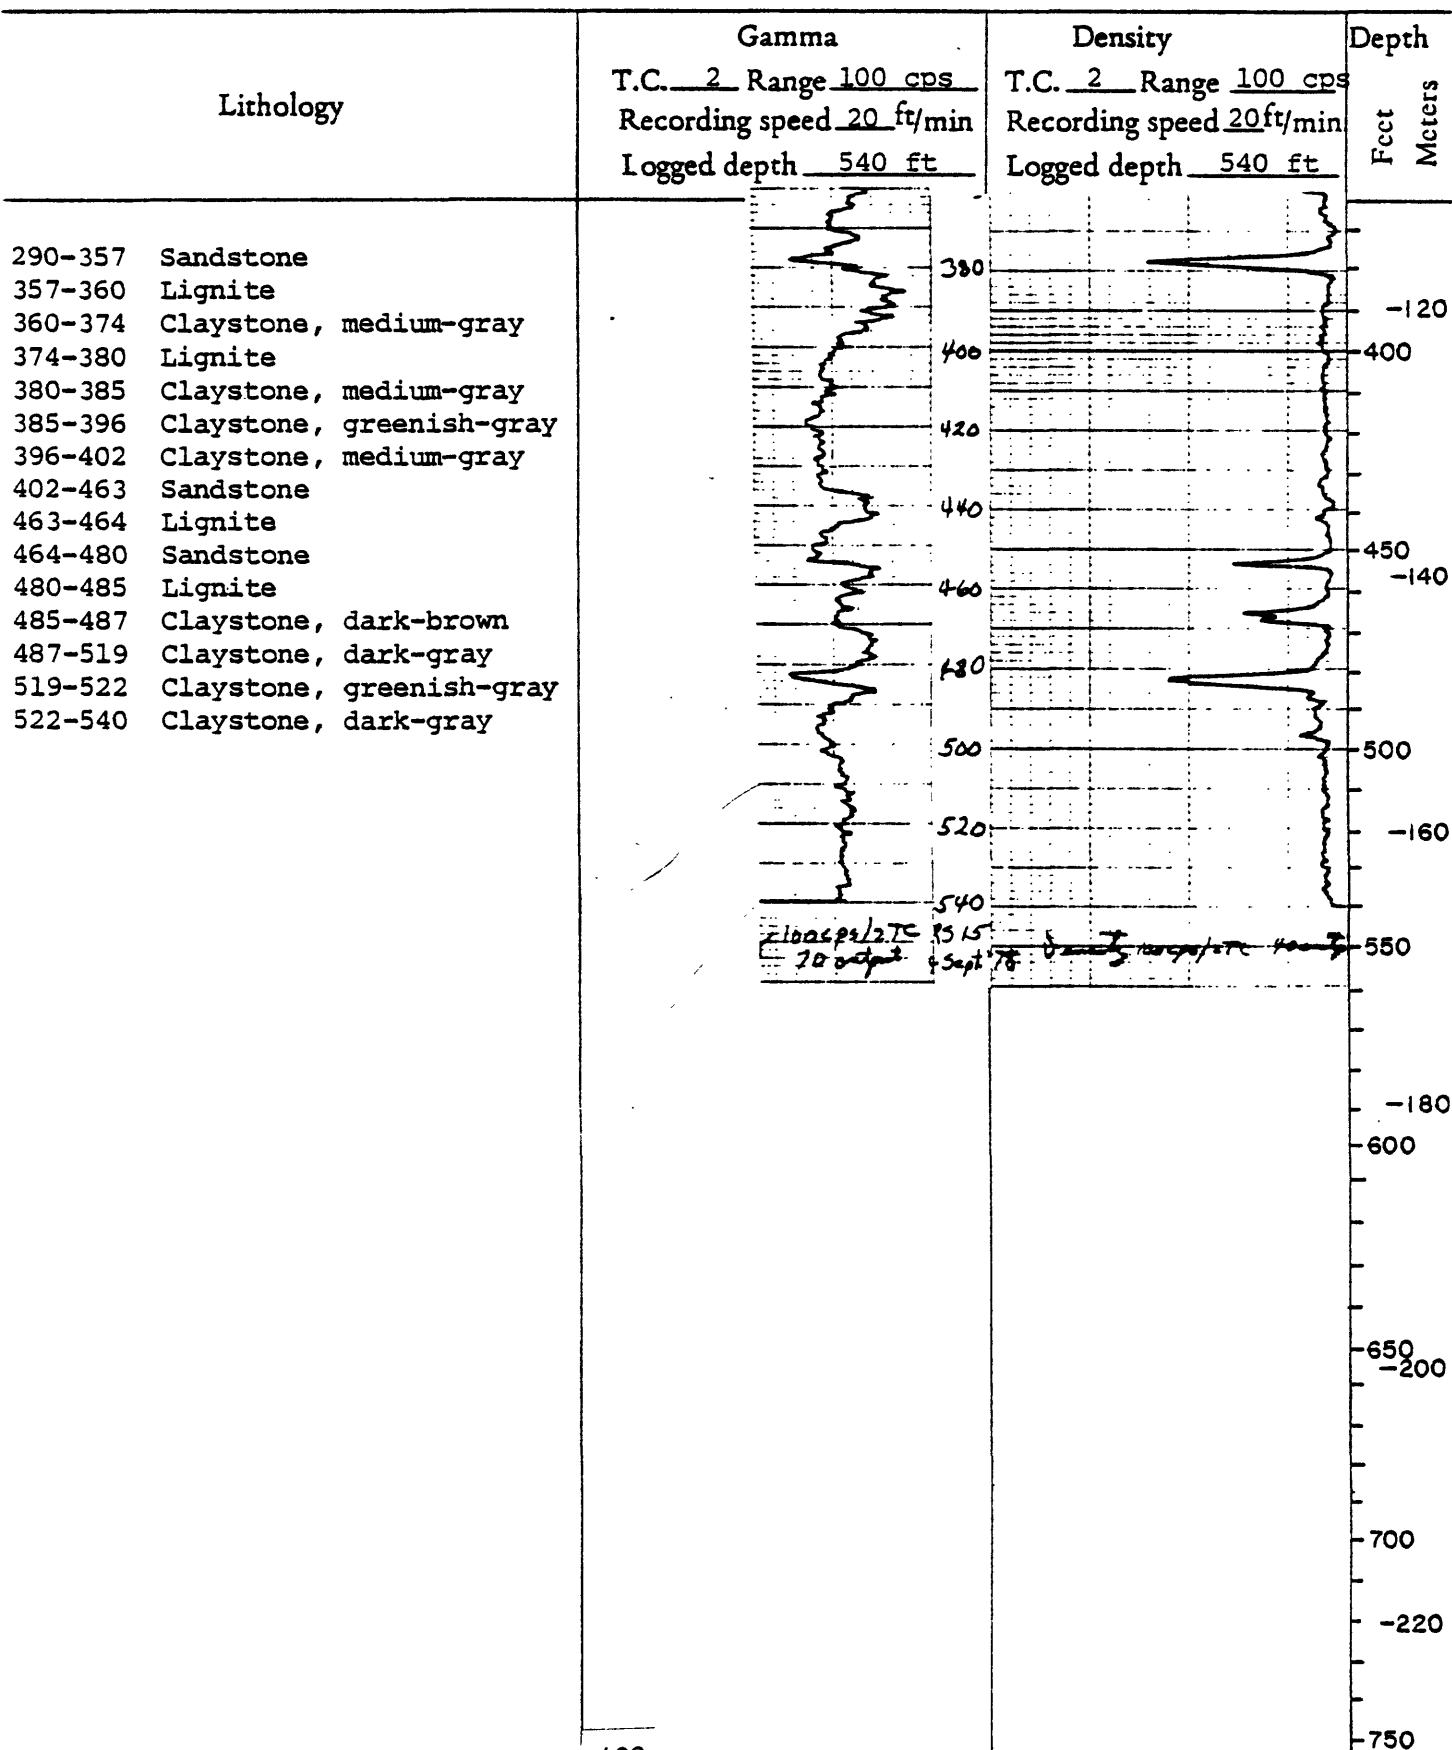 Lithology
Gamma
T.C. 2 Range 100 cps
Recording speed 20 ft/min
Logged depth 540 ft
Density
T.C. 2 Range 100 cps
Recording speed 20 ft/min
Logged depth 540 ft
Depth
Feet
Meters
290-357 Sandstone
357-360 Lignite
360-374 Claystone, medium-gray
374-380 Lignite
380-385 Claystone, medium-gray
385-396 Claystone, greenish-gray
396-402 Claystone, medium-gray
402-463 Sandstone
463-464 Lignite
464-480 Sandstone
480-485 Lignite
485-487 Claystone, dark-brown
487-519 Claystone, dark-gray
519-522 Claystone, greenish-gray
522-540 Claystone, dark-gray
380
400
420
440
460
480
500
520
540
100cps/2TC
20 output
Sept
-120
400
450
-140
500
-160
550
-180
600
650
-200
700
-220
750